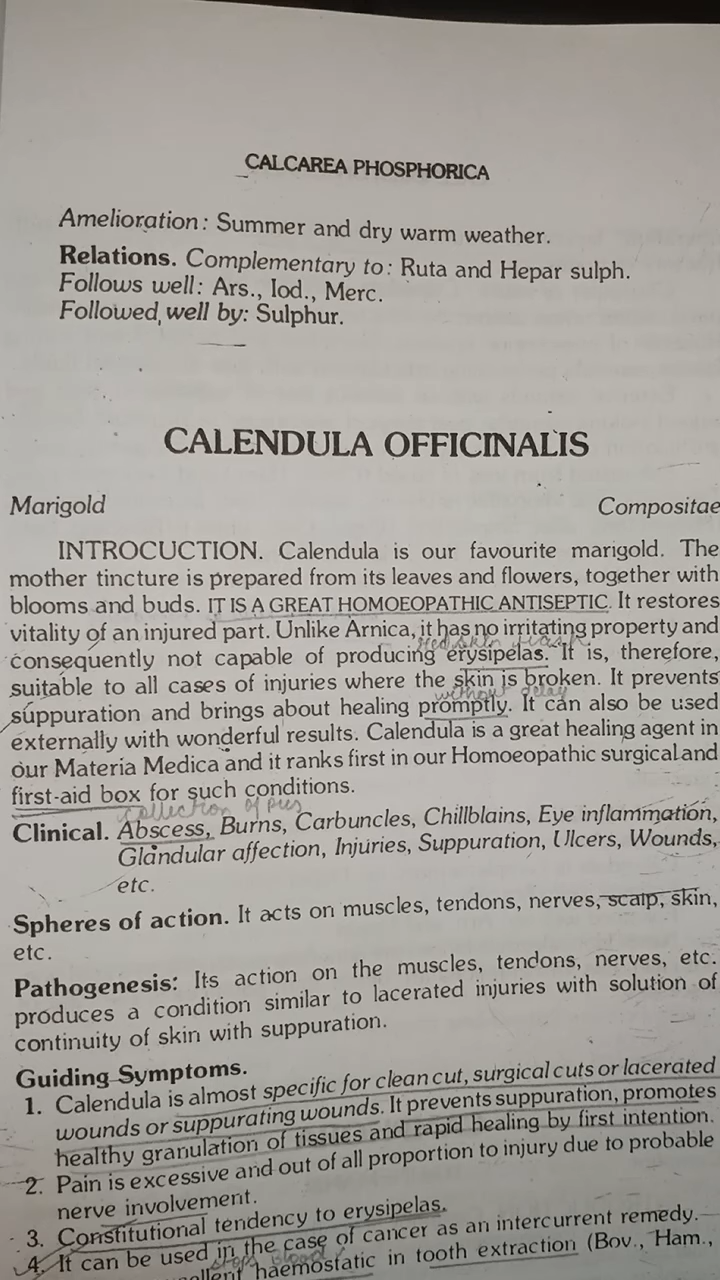 CALCAREA PHOSPHORICA
Amelioration: Summer and dry warm weather.
Relations. Complementary to: Ruta and Hepar sulph.
Follows well: Ars., Iod., Merc.
Followed well by: Sulphur.
CALENDULA OFFICINALIS
Marigold Compositae
INTROCUCTION. Calendula is our favourite marigold. The
mother tincture is prepared from its leaves and flowers, together with
blooms and buds. IT IS A GREAT HOMOEOPATHIC ANTISEPTIC. It restores
vitality of an injured part. Unlike Arnica, it has no irritating property and
consequently not capable of producing erysipelas. It is, therefore,
suitable to all cases of injuries where the skin is broken. It prevents
without delay
suppuration and brings about healing promptly. It can also be used
externally with wonderful results. Calendula is a great healing agent in
our Materia Medica and it ranks first in our Homoeopathic surgical and
first-aid box for such conditions.
collection of pus
Clinical. Abscess, Burns, Carbuncles, Chillblains, Eye inflammation,
Glandular affection, Injuries, Suppuration, Ulcers, Wounds,
etc.
Spheres of action. It acts on muscles, tendons, nerves, scalp, skin,
etc.
Pathogenesis: Its action on the muscles, tendons, nerves, etc.
produces a condition similar to lacerated injuries with solution of
continuity of skin with suppuration.
Guiding Symptoms.
1. Calendula is almost specific for clean cut, surgical cuts or lacerated
wounds or suppurating wounds. It prevents suppuration, promotes
healthy granulation of tissues and rapid healing by first intention.
2. Pain is excessive and out of all proportion to injury due to probable
nerve involvement.
3. Constitutional tendency to erysipelas.
4. It can be used in the case of cancer as an intercurrent remedy.
stops blood
haemostatic in tooth extraction (Bov., Ham.,